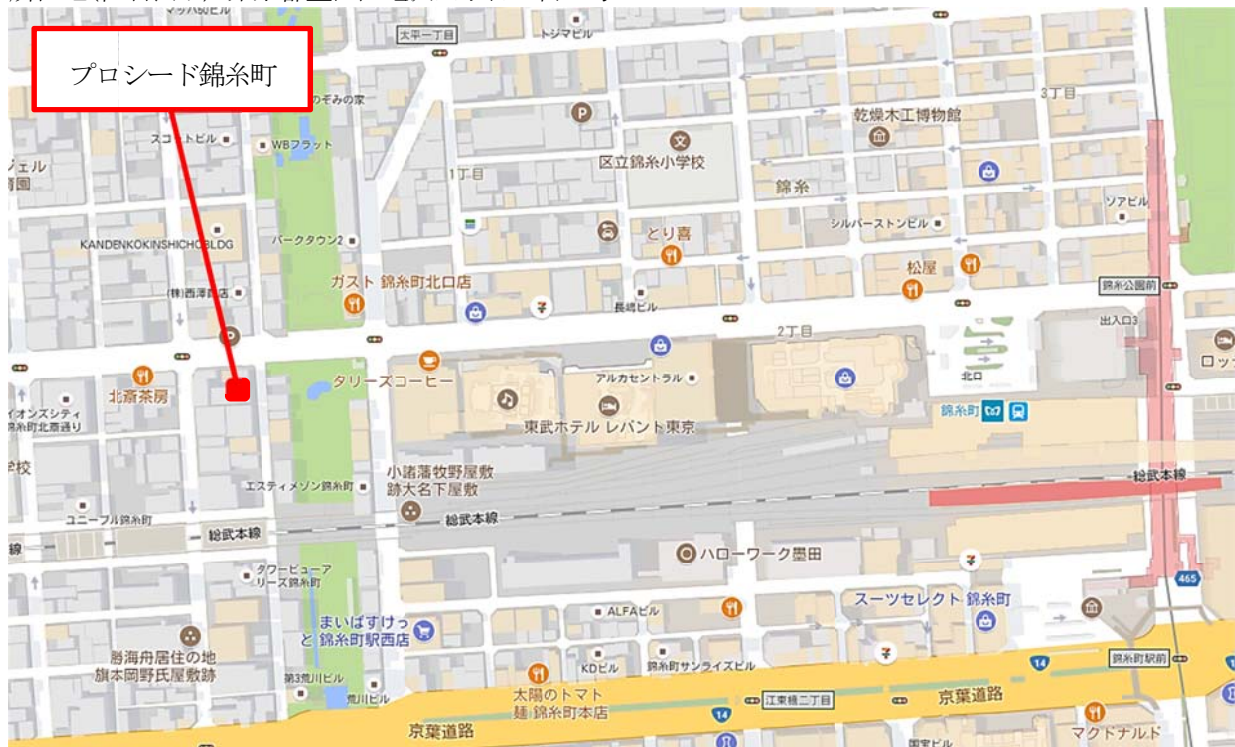 プロシード錦糸町
太平一丁目
トジマビル
のぞみの家
スコットビル
WBフラット
ジェル
育園
1丁目
区立錦糸小学校
乾燥木工博物館
3丁目
錦糸
ソアビル
シルバーストンビル
KANDENKOKINSHICHOBLDG
パークタウン2
とり喜
松屋
ガスト 錦糸町北口店
長嶋ビル
錦糸公園前
出入口3
2丁目
北斎茶房
タリーズコーヒー
アルカセントラル
北口
ロッ
東武ホテル レバント東京
錦糸町
イオンズシティ
錦糸町北斎通り
学校
小諸藩牧野屋敷
跡大名下屋敷
エスティメゾン錦糸町
総武本線
ユニーブル錦糸町
総武本線
総武本線
線
ハローワーク墨田
タワービューア
リーズ錦糸町
465
スーツセレクト 錦糸町
ALFAビル
まいばすけっ
と 錦糸町駅西店
勝海舟居住の地
旗本岡野氏屋敷跡
KDビル
錦糸町サンライズビル
錦糸町駅前
14
第3荒川ビル
荒川ビル
太陽のトマト
麺 錦糸町本店
江東橋二丁目
京葉道路
14
京葉道路
マクドナルド
国宝ビル